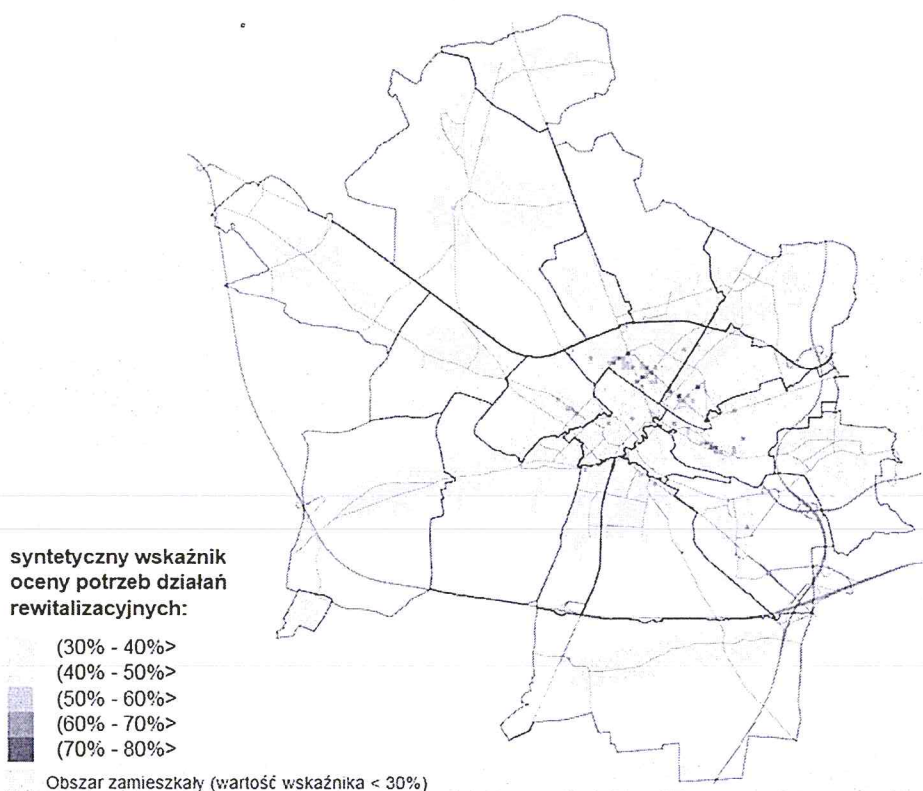 syntetyczny wskaźnik
oceny potrzeb działań
rewitalizacyjnych:
(30% - 40%>
(40% - 50%>
(50% - 60%>
(60% - 70%>
(70% - 80%>
Obszar zamieszkały (wartość wskaźnika < 30%)